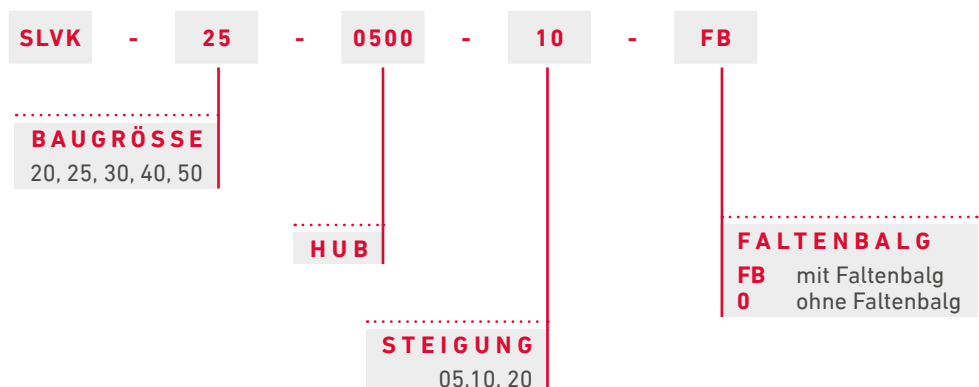 SLVK - 25 - 0500 - 10 - FB
BAUGRÖSSE
20, 25, 30, 40, 50
HUB
STEIGUNG
05,10, 20
FALTENBALG
FB mit Faltenbalg
0 ohne Faltenbalg